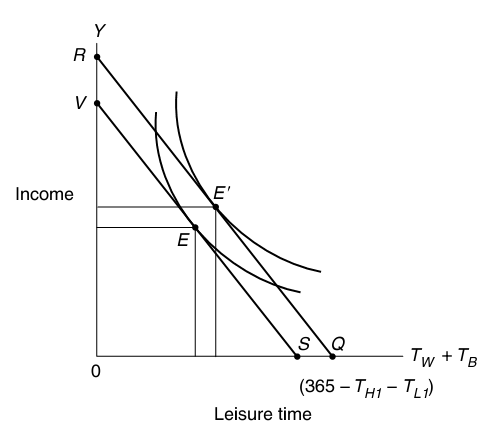 Y
R
V
Income
E′
E
S Q
T_W + T_B
0
(365 – T_H1 – T_L1)
Leisure time